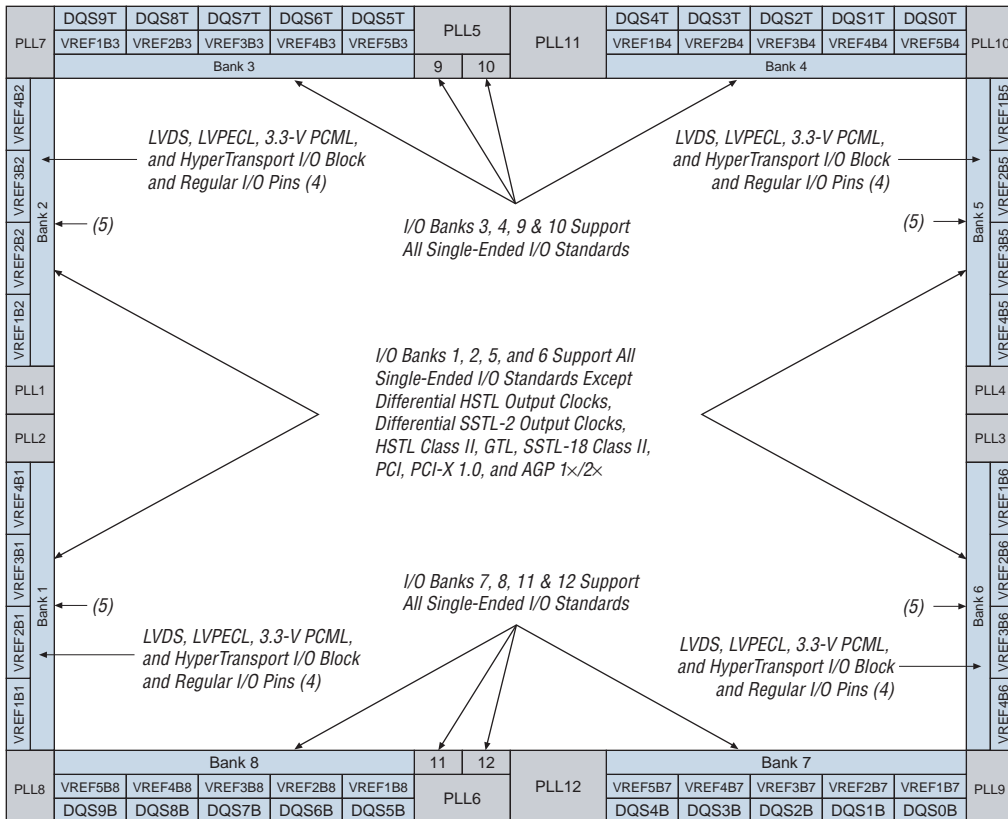 PLL7 DQS9T DQS8T DQS7T DQS6T DQS5T PLL5 PLL11 DQS4T DQS3T DQS2T DQS1T DQS0T PLL10
VREF1B3 VREF2B3 VREF3B3 VREF4B3 VREF5B3 VREF1B4 VREF2B4 VREF3B4 VREF4B4 VREF5B4
Bank 3 9 10 Bank 4
VREF4B2
VREF3B2
VREF2B2
VREF1B2
Bank 2
LVDS, LVPECL, 3.3-V PCML,
and HyperTransport I/O Block
and Regular I/O Pins (4)
(5)
LVDS, LVPECL, 3.3-V PCML,
and HyperTransport I/O Block
and Regular I/O Pins (4)
(5)
Bank 5
VREF1B5
VREF2B5
VREF3B5
VREF4B5
I/O Banks 3, 4, 9 & 10 Support
All Single-Ended I/O Standards
I/O Banks 1, 2, 5, and 6 Support All
Single-Ended I/O Standards Except
Differential HSTL Output Clocks,
Differential SSTL-2 Output Clocks,
HSTL Class II, GTL, SSTL-18 Class II,
PCI, PCI-X 1.0, and AGP 1×/2×
PLL1
PLL2
PLL4
PLL3
VREF4B1
VREF3B1
VREF2B1
VREF1B1
Bank 1
(5)
LVDS, LVPECL, 3.3-V PCML,
and HyperTransport I/O Block
and Regular I/O Pins (4)
I/O Banks 7, 8, 11 & 12 Support
All Single-Ended I/O Standards
(5)
LVDS, LVPECL, 3.3-V PCML,
and HyperTransport I/O Block
and Regular I/O Pins (4)
Bank 6
VREF1B6
VREF2B6
VREF3B6
VREF4B6
PLL8 Bank 8 11 12 PLL12 Bank 7 PLL9
VREF5B8 VREF4B8 VREF3B8 VREF2B8 VREF1B8 PLL6 VREF5B7 VREF4B7 VREF3B7 VREF2B7 VREF1B7
DQS9B DQS8B DQS7B DQS6B DQS5B DQS4B DQS3B DQS2B DQS1B DQS0B